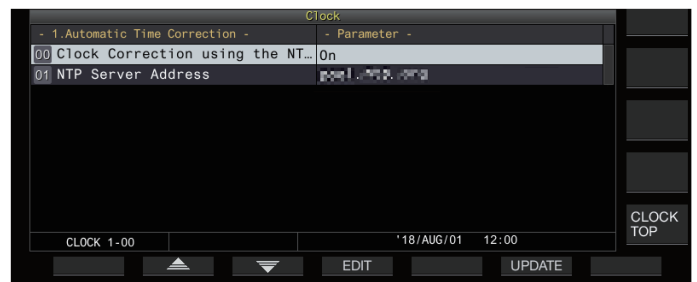 Clock
- 1.Automatic Time Correction - - Parameter -
00 Clock Correction using the NT… On
01 NTP Server Address
CLOCK TOP
CLOCK 1-00 '18/AUG/01 12:00
EDIT UPDATE